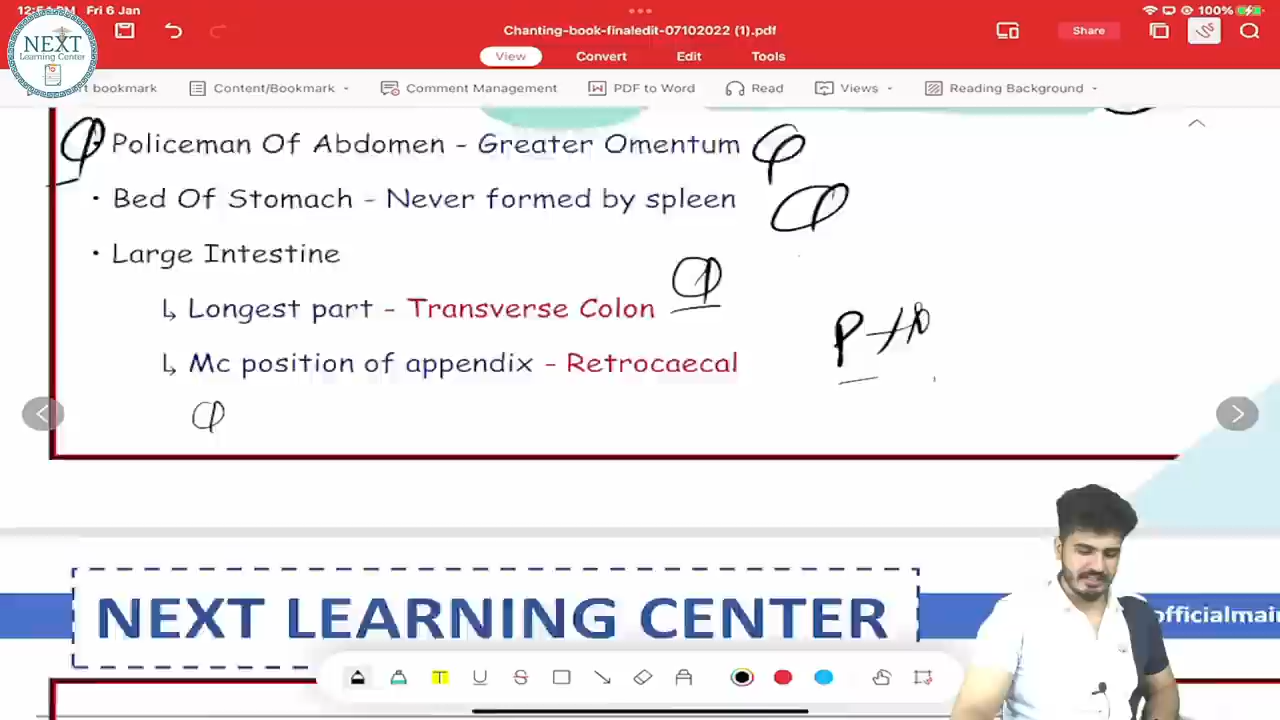 12:54 PM Fri 6 Jan
100%
NEXT
Learning Center
Chanting-book-finaledit-07102022 (1).pdf
Share
View
Convert
Edit
Tools
bookmark
Content/Bookmark
Comment Management
PDF to Word
Read
Views
Reading Background
Policeman Of Abdomen - Greater Omentum
• Bed Of Stomach - Never formed by spleen
• Large Intestine
↳ Longest part - Transverse Colon
↳ Mc position of appendix - Retrocaecal
NEXT LEARNING CENTER
officialmain
T
U
S